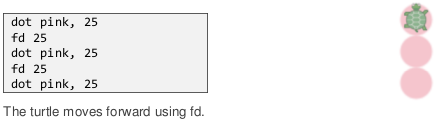 dot pink, 25
fd 25
dot pink, 25
fd 25
dot pink, 25
The turtle moves forward using fd.